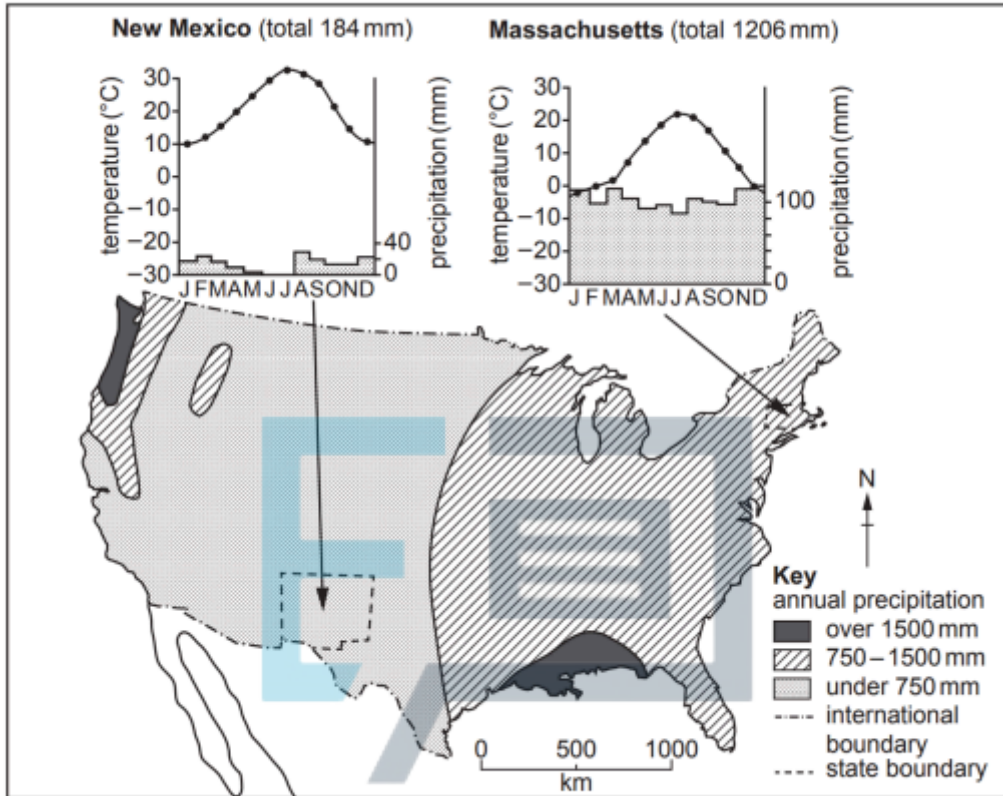 New Mexico (total 184 mm)
temperature (°C)
30
20
10
0
–10
–20
–30
40
0
precipitation (mm)
J F M A M J J A S O N D
Massachusetts (total 1206 mm)
temperature (°C)
30
20
10
0
–10
–20
–30
100
0
precipitation (mm)
J F M A M J J A S O N D
N
Key
annual precipitation
over 1500 mm
750 – 1500 mm
under 750 mm
international
boundary
state boundary
0 500 1000
km